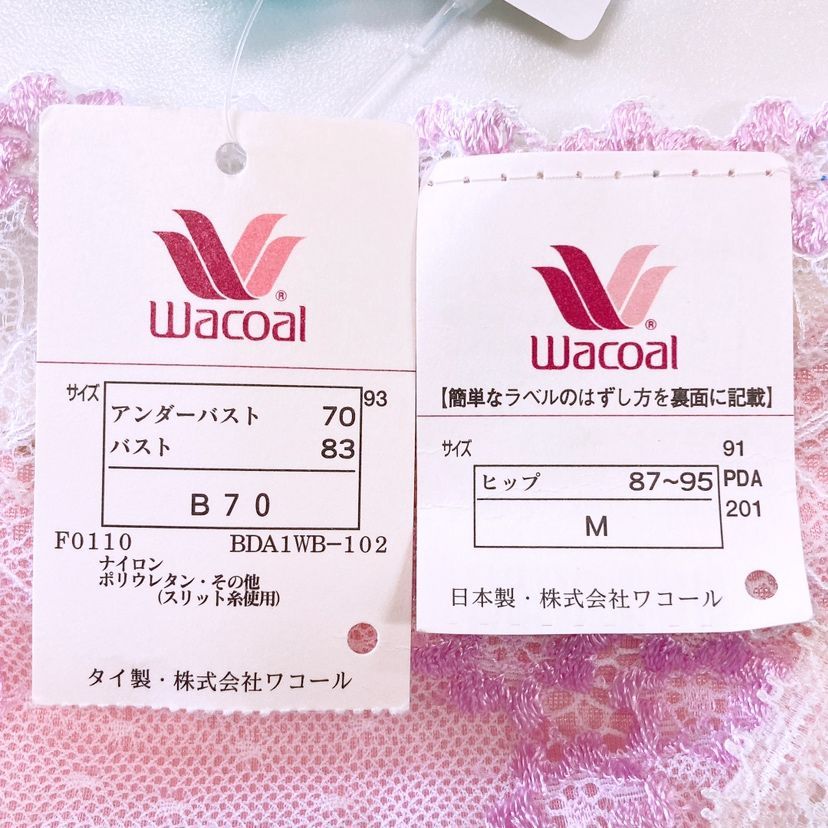 Wacoal
サイズ
93
アンダーバスト 70
バスト 83
B70
F0110 BDA1WB-102
ナイロン
ポリウレタン・その他
(スリット糸使用)
タイ製・株式会社ワコール
Wacoal
【簡単なラベルのはずし方を裏面に記載】
サイズ
91
ヒップ 87~95
PDA
M
201
日本製・株式会社ワコール